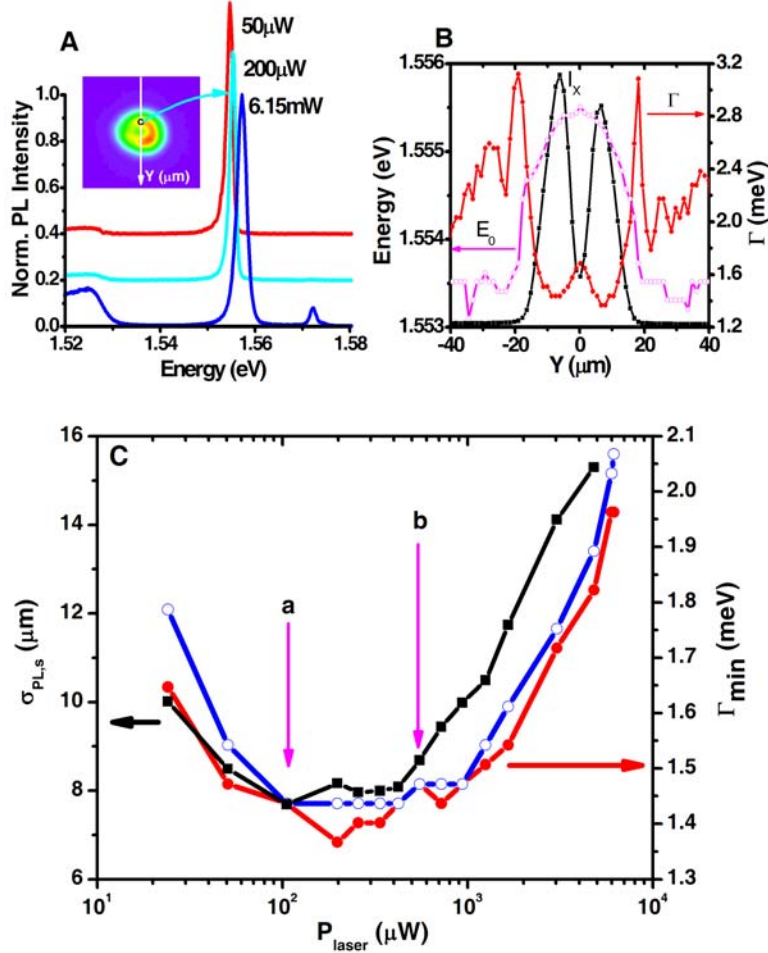 A
50μW
200μW
6.15mW
Y (μm)
Norm. PL Intensity
1.0
0.8
0.6
0.4
0.2
0.0
1.52 1.54 1.56 1.58
Energy (eV)
B
I_X
Γ
E_0
Energy (eV)
1.556
1.555
1.554
1.553
3.2
2.8
2.4
2.0
1.6
1.2
Γ (meV)
-40 -20 0 20 40
Y (μm)
C
a
b
σ_PL,s (μm)
16
14
12
10
8
6
2.1
2.0
1.9
1.8
1.7
1.6
1.5
1.4
1.3
Γ_min (meV)
10^1 10^2 10^3 10^4
P_laser (μW)